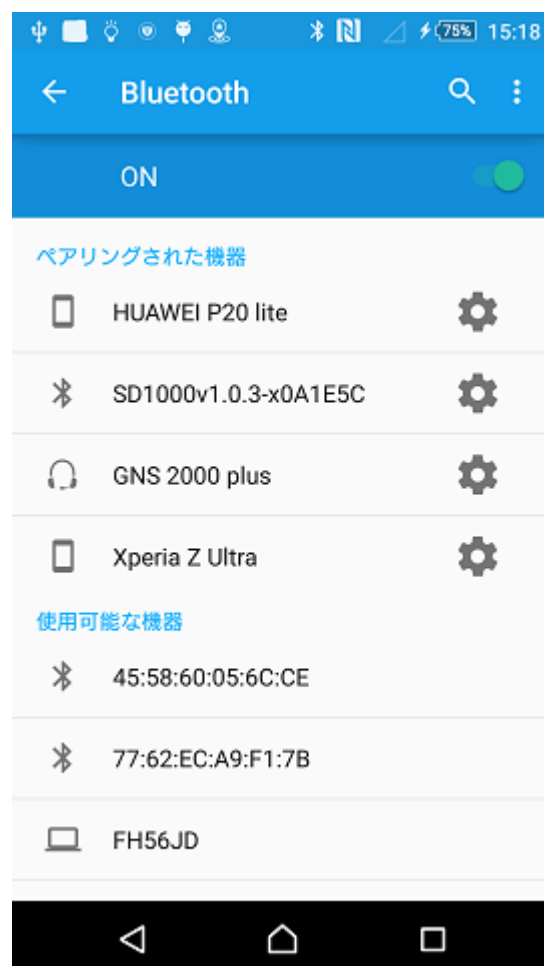 75% 15:18
Bluetooth
ON
ペアリングされた機器
HUAWEI P20 lite
SD1000v1.0.3-x0A1E5C
GNS 2000 plus
Xperia Z Ultra
使用可能な機器
45:58:60:05:6C:CE
77:62:EC:A9:F1:7B
FH56JD